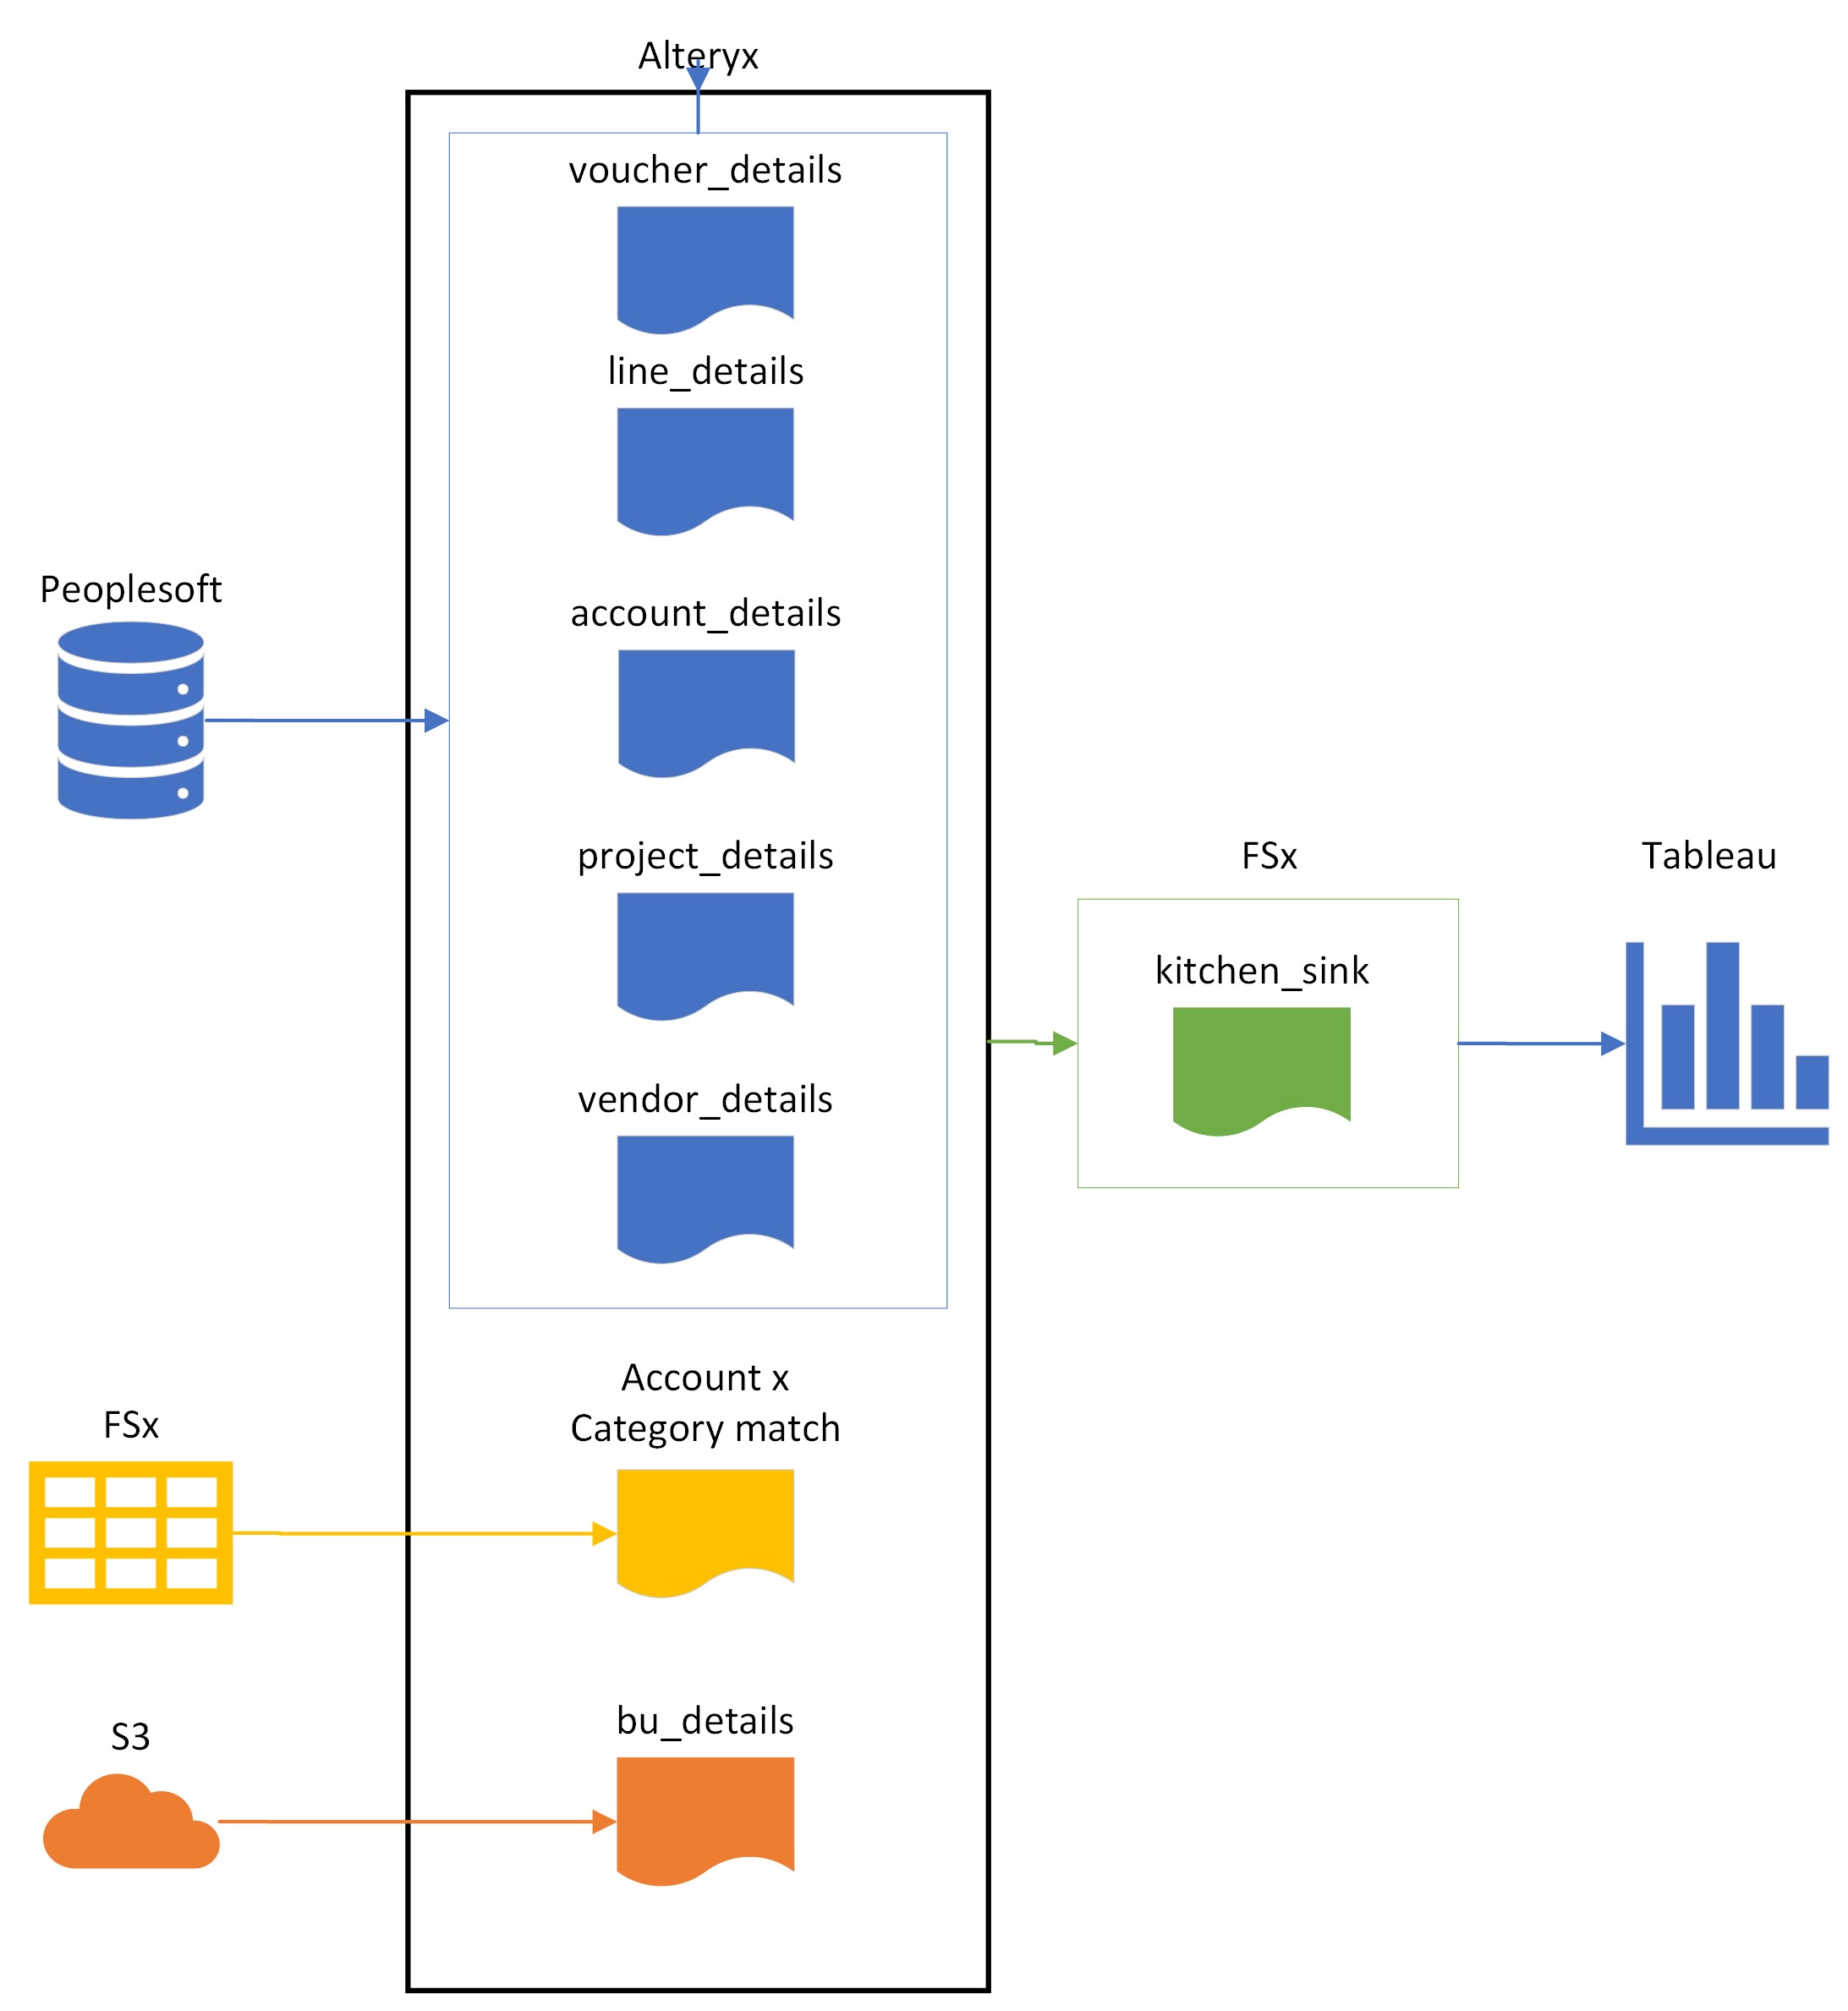 Alteryx
voucher_details
line_details
Peoplesoft
account_details
project_details
FSx
Tableau
kitchen_sink
vendor_details
Account x
Category match
FSx
bu_details
S3